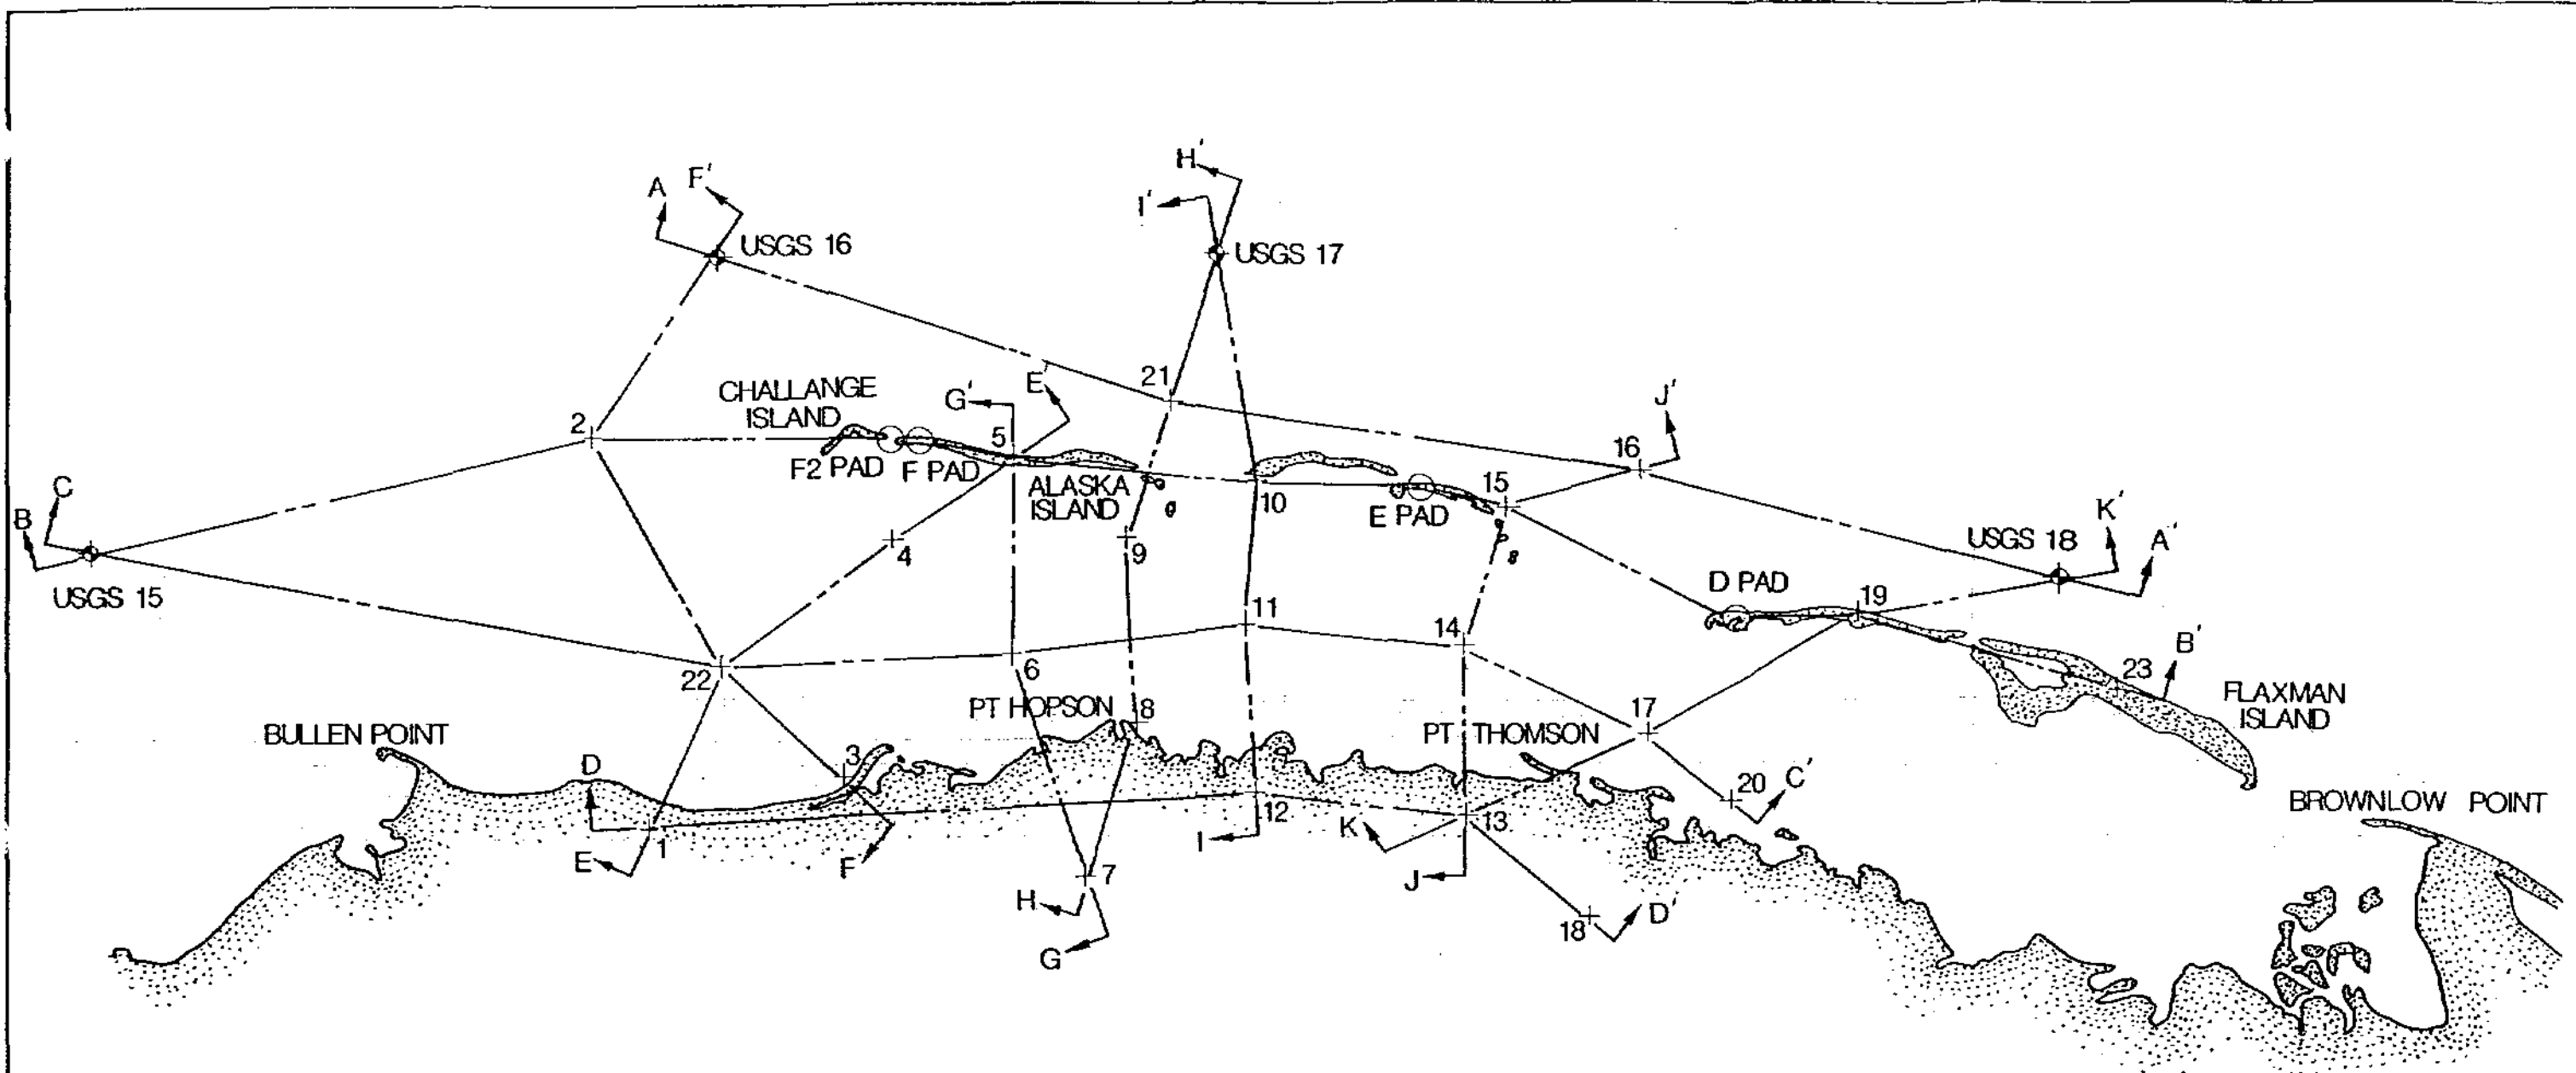 H'
A
F'
I'
USGS 16
USGS 17
CHALLANGE
ISLAND
G'
E'
21
J'
2
5
16
F2 PAD
F PAD
ALASKA
ISLAND
10
E PAD
15
C
B
4
9
USGS 15
USGS 18
K'
A'
D PAD
19
11
14
22
6
B'
23
FLAXMAN
ISLAND
PT HOPSON
8
17
BULLEN POINT
PT THOMSON
D
3
20
C'
BROWNLOW POINT
1
12
13
I
K
E
F
7
J
H
18
D'
G